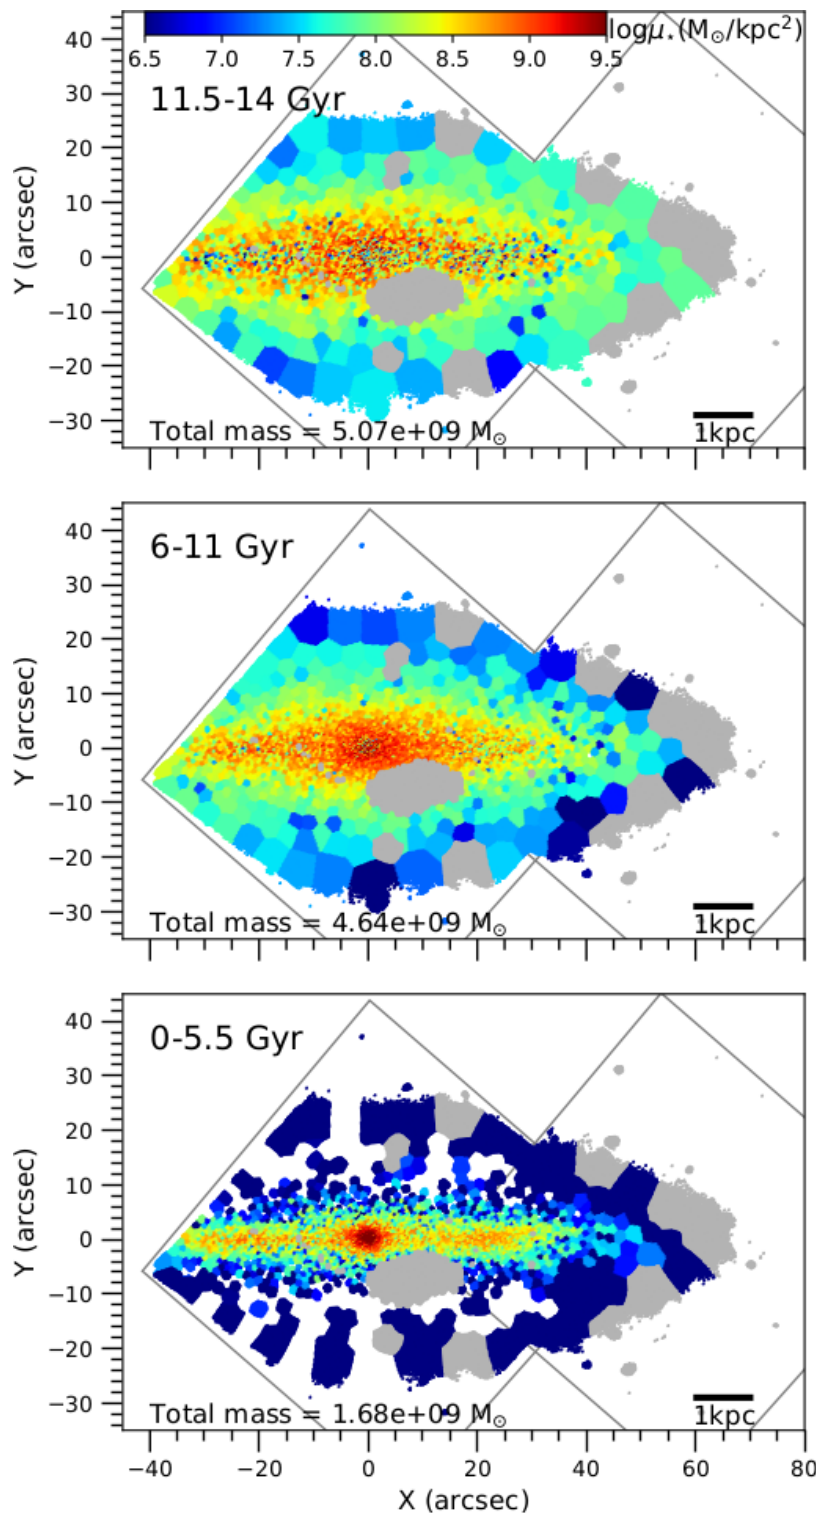 logμ*(M⊙/kpc²)
6.5 7.0 7.5 8.0 8.5 9.0 9.5
11.5-14 Gyr
40
30
20
10
0
−10
−20
−30
Y (arcsec)
Total mass = 5.07e+09 M⊙
1kpc
6-11 Gyr
40
30
20
10
0
−10
−20
−30
Y (arcsec)
Total mass = 4.64e+09 M⊙
1kpc
0-5.5 Gyr
40
30
20
10
0
−10
−20
−30
Y (arcsec)
Total mass = 1.68e+09 M⊙
1kpc
−40 −20 0 20 40 60 80
X (arcsec)